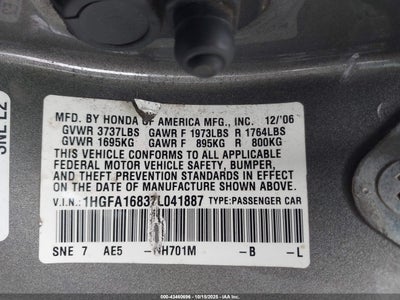 MFD. BY HONDA OF AMERICA MFG., INC. 12/'06
GVWR 3737LBS GAWR F 1973LBS R 1764LBS
GVWR 1695KG GAWR F 895KG R 800KG
THIS VEHICLE CONFORMS TO ALL APPLICABLE
FEDERAL MOTOR VEHICLE SAFETY, BUMPER,
AND THEFT PREVENTION STANDARDS IN EFFECT
ON THE DATE OF MANUFACTURE SHOWN ABOVE.
V.I.N.: 1HGFA16837L041887 TYPE:PASSENGER CAR
SNE 7 AE5 -NH701M -B -L
SNE L2
000-43460696 - 10/15/2025 - IAA